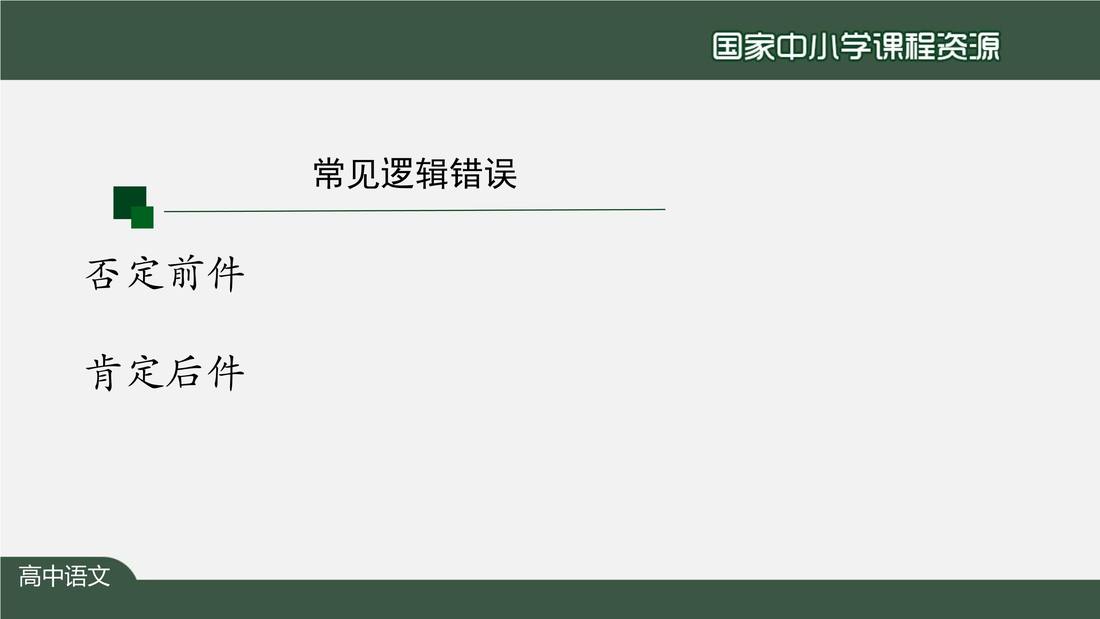 国家中小学课程资源
常见逻辑错误
否定前件
肯定后件
高中语文